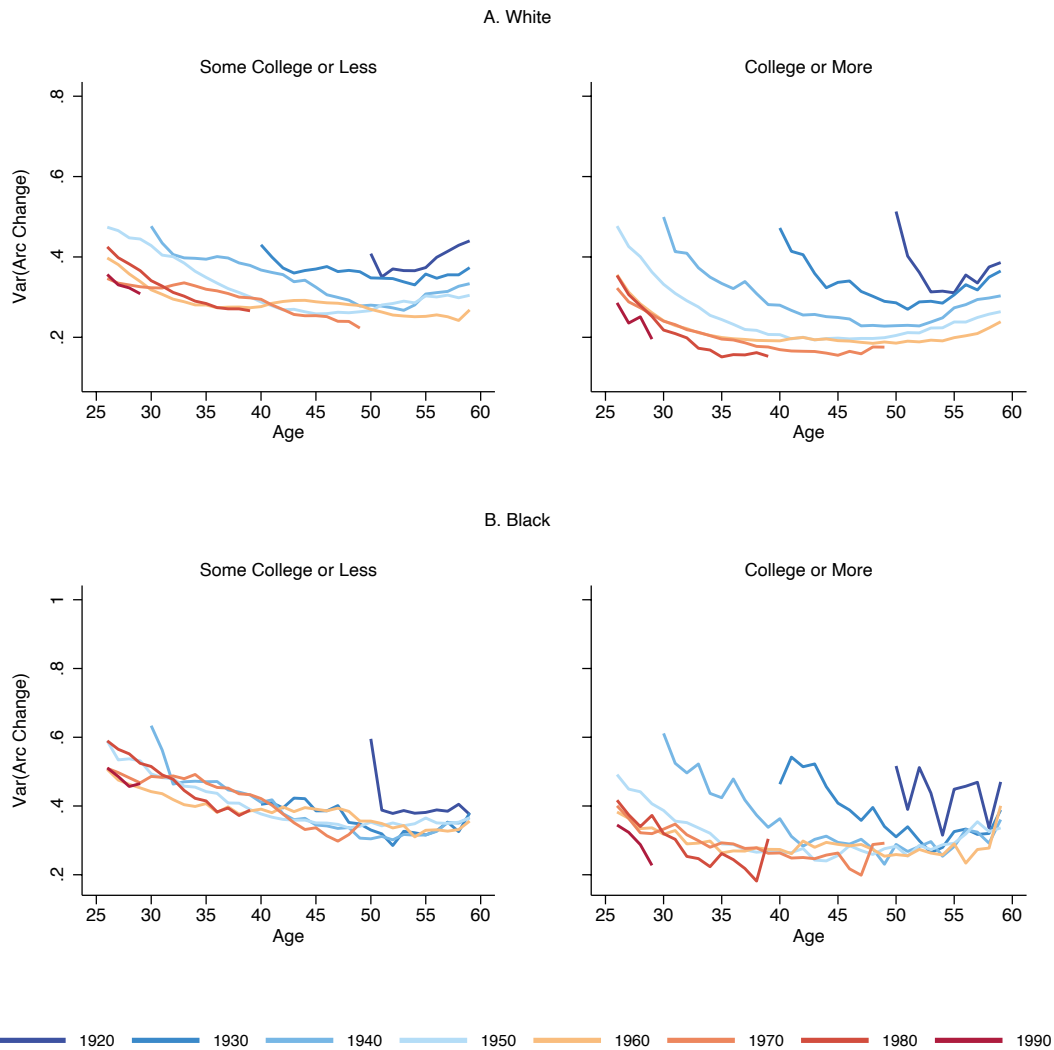 A. White
Some College or Less
College or More
Var(Arc Change)
.8
.6
.4
.2
25 30 35 40 45 50 55 60
Age
25 30 35 40 45 50 55 60
Age
B. Black
Some College or Less
College or More
Var(Arc Change)
1
.8
.6
.4
.2
25 30 35 40 45 50 55 60
Age
25 30 35 40 45 50 55 60
Age
1920 1930 1940 1950 1960 1970 1980 1990